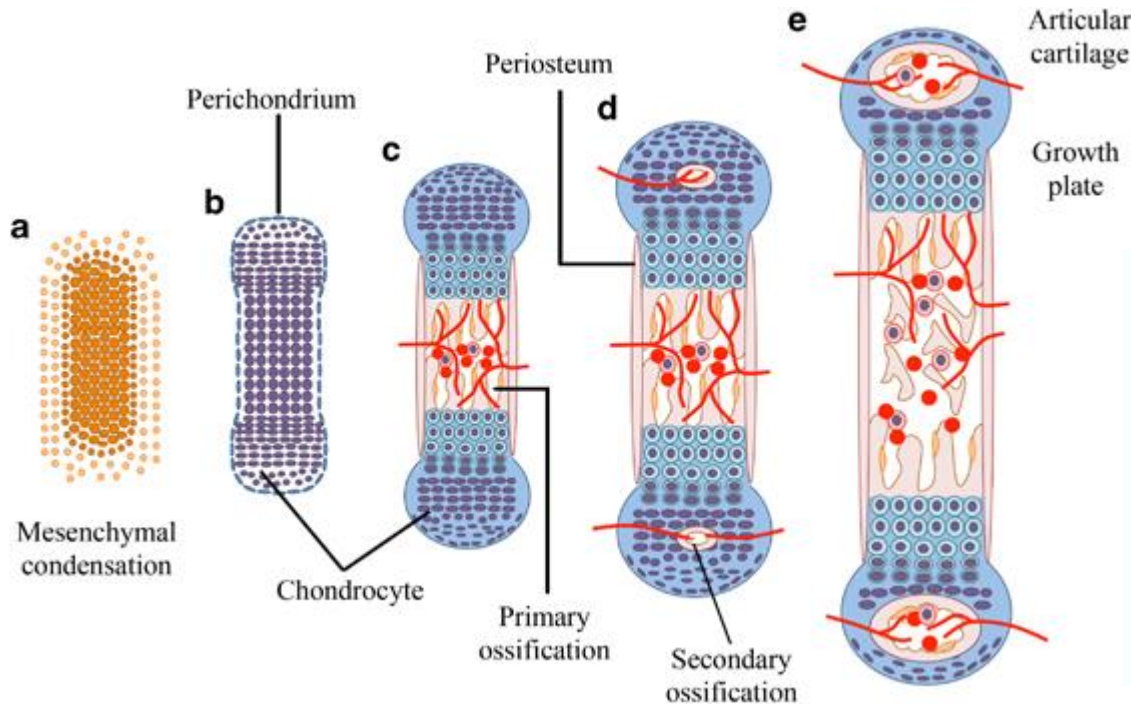 e
Articular
cartilage
a
Mesenchymal
condensation
Perichondrium
b
Chondrocyte
c
Primary
ossification
Periosteum
d
Secondary
ossification
Growth
plate